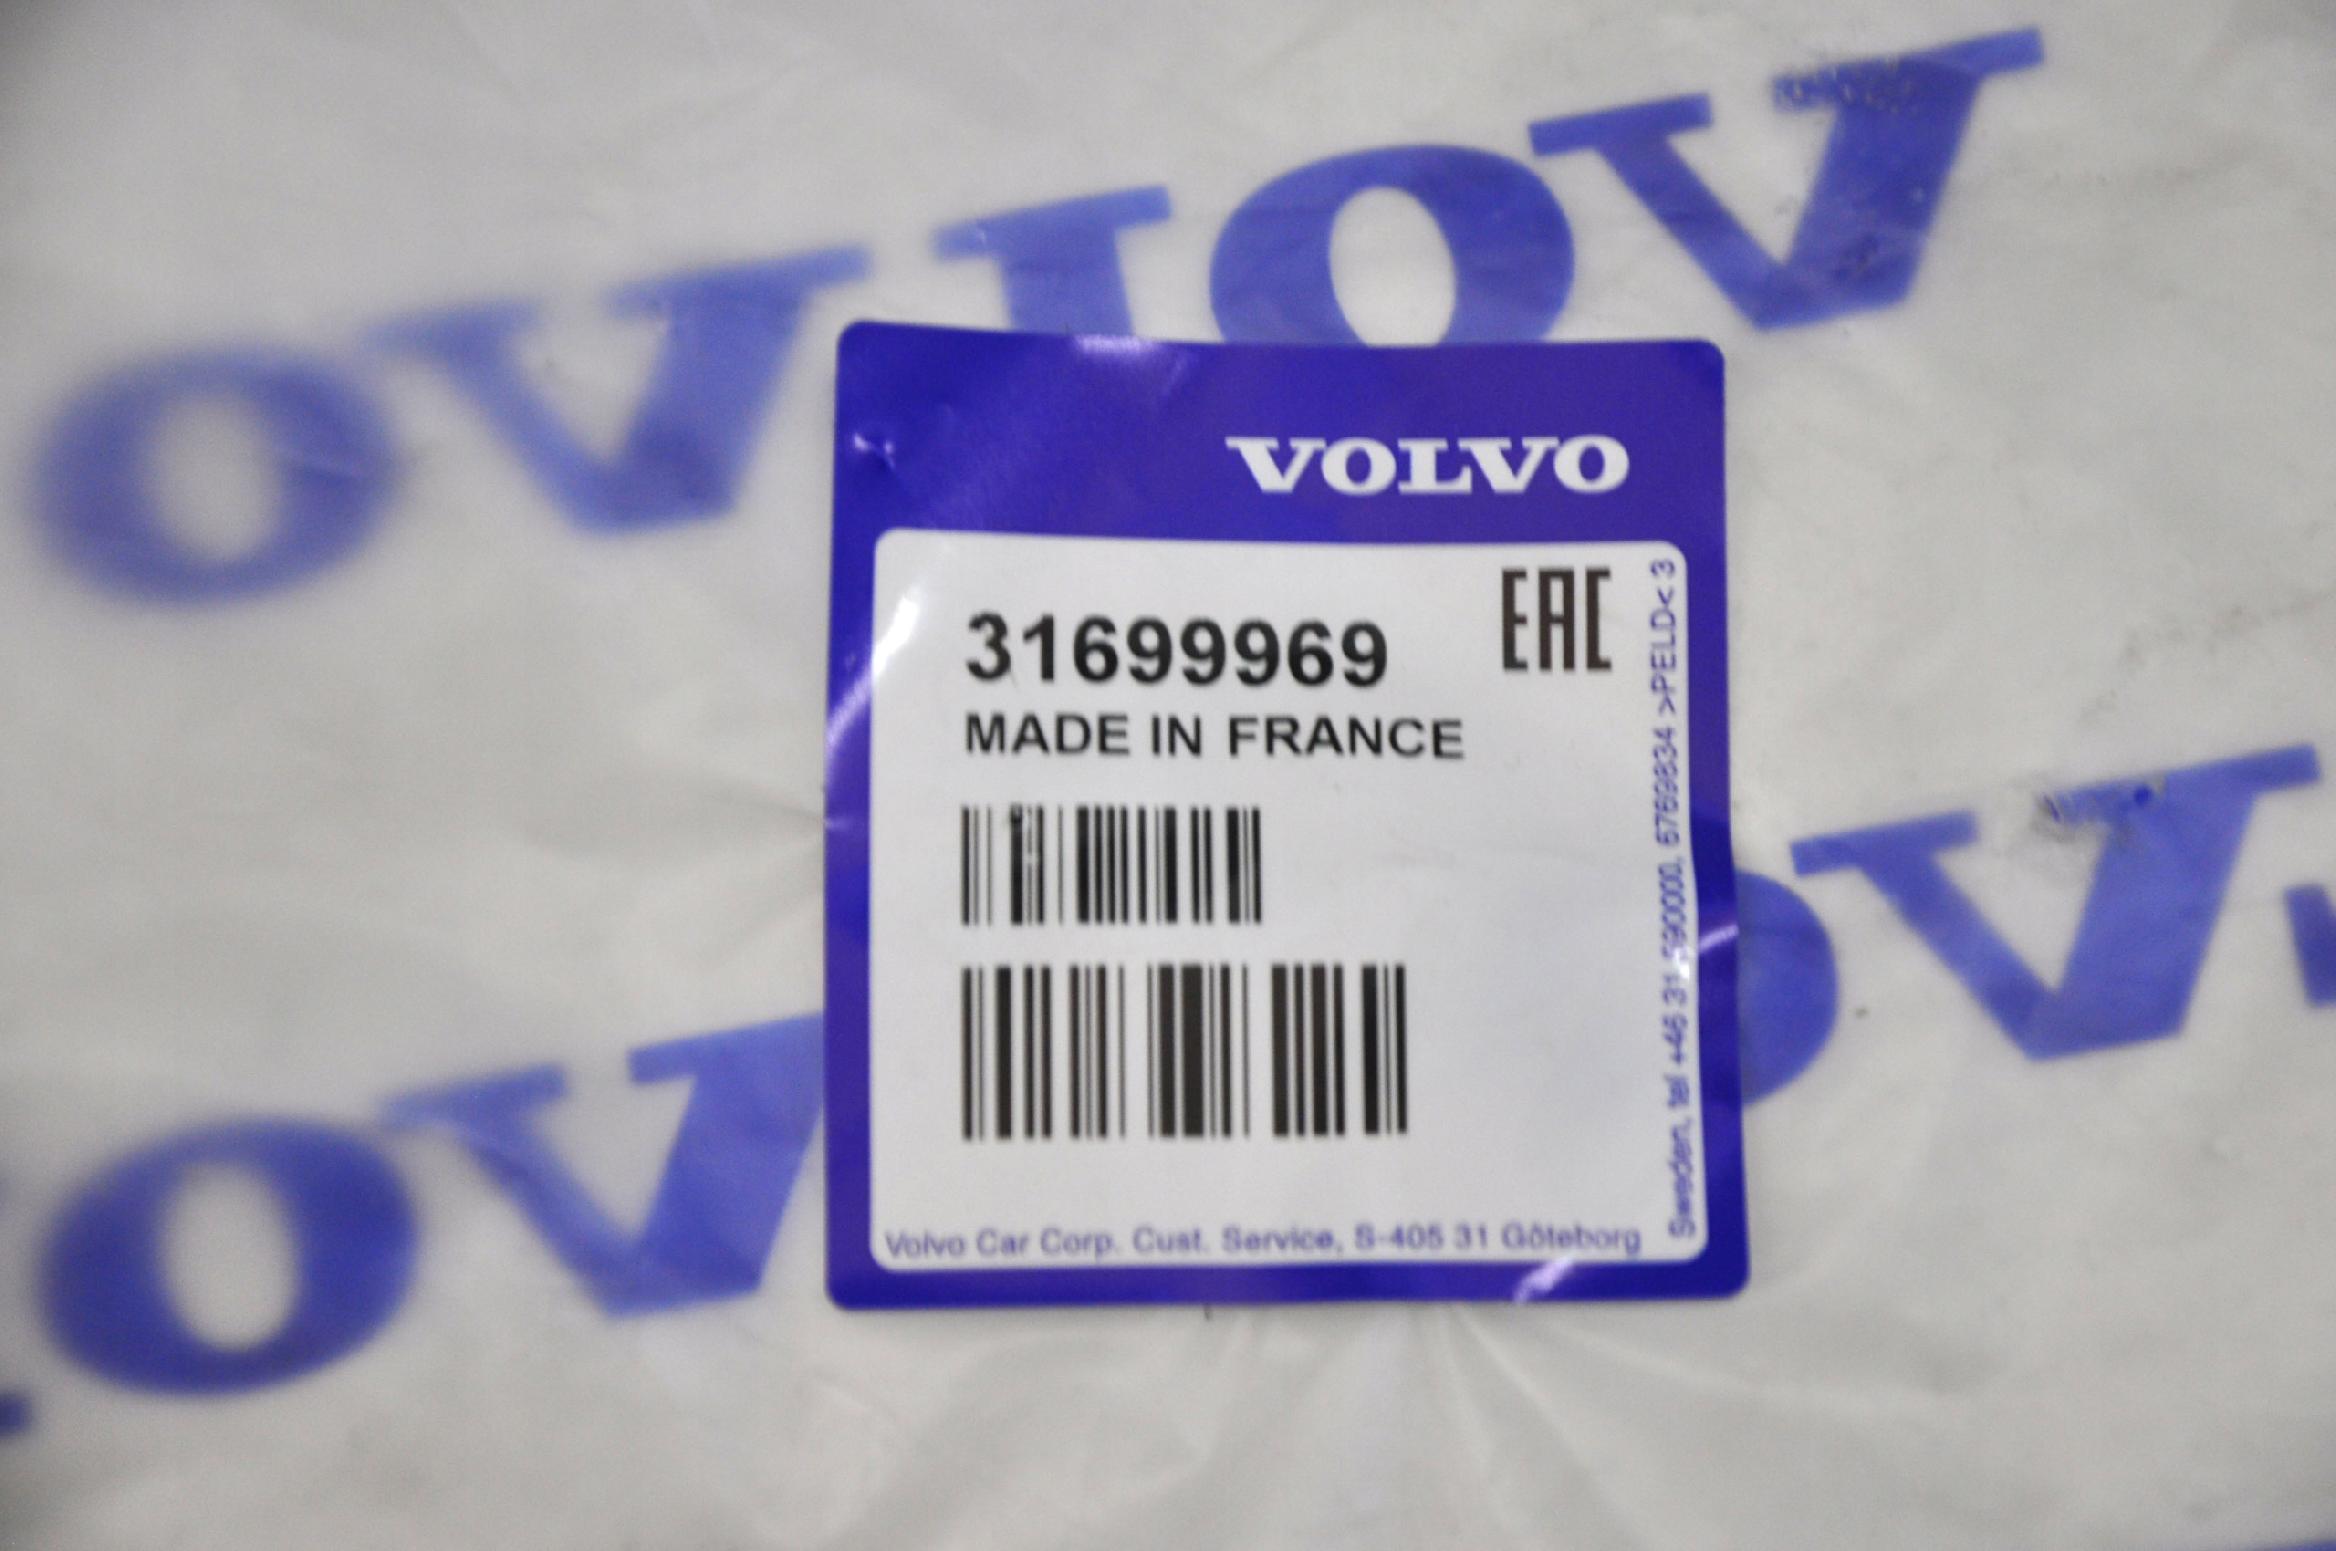 VOLVO
EAC
31699969
MADE IN FRANCE
Volvo Car Corp. Cust. Service, S-405 31 Göteborg
Sweden, tel +46 31 590000, 6769834 >PELD< 3